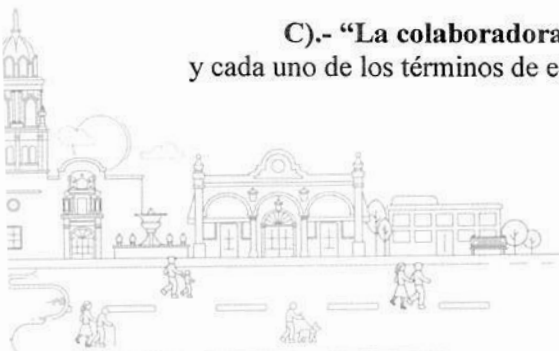 C).- “La colaboradora
y cada uno de los términos de e